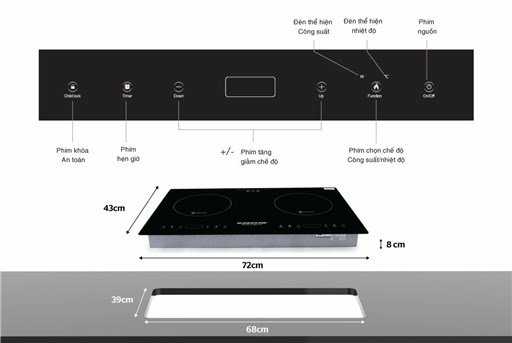 Đèn thể hiện
Công suất
Đèn thể hiện
nhiệt độ
Phím
nguồn
W
°C
Childlock
Timer
Down
Up
Function
On/Off
Phím khóa
An toàn
Phím
hẹn giờ
+/-
Phím tăng
giảm chế độ
Phím chọn chế độ
Công suất/nhiệt độ
43cm
8 cm
72cm
39cm
68cm